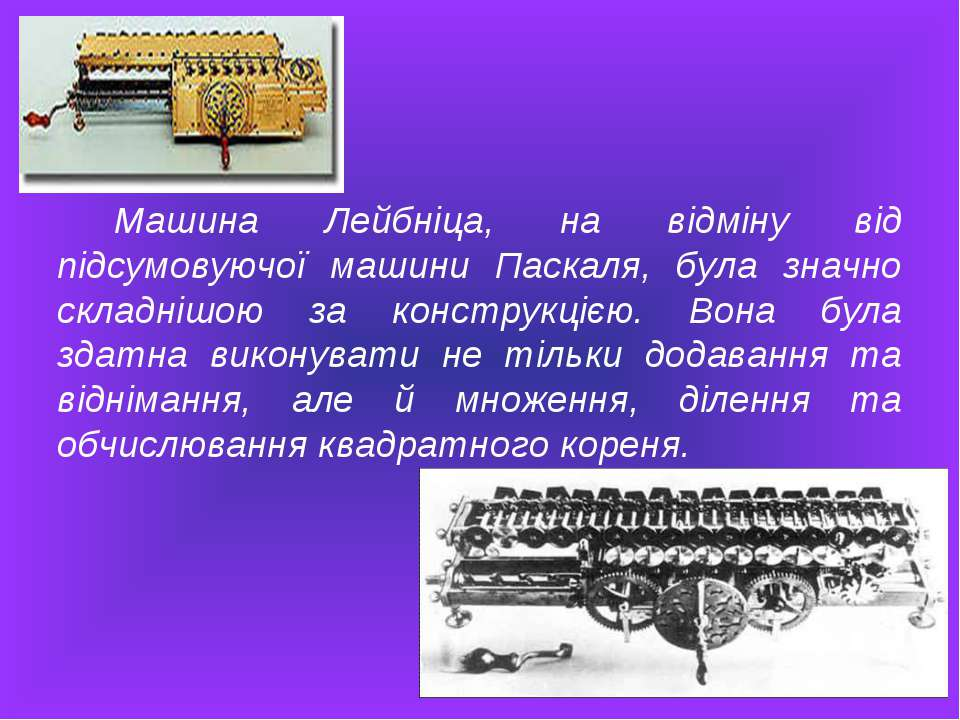 Машина Лейбніца, на відміну від
підсумовуючої машини Паскаля, була значно
складнішою за конструкцією. Вона була
здатна виконувати не тільки додавання та
віднімання, але й множення, ділення та
обчислювання квадратного кореня.